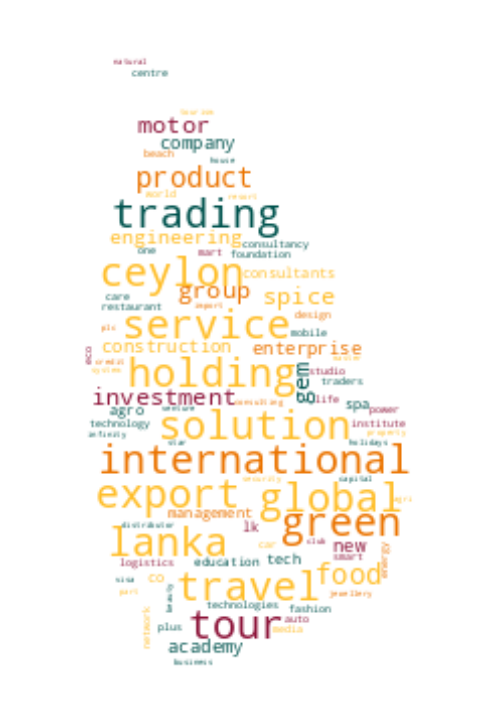 natural
centre
tourism
motor
company
beach
house
product
world
resort
trading
engineering
consultancy
one
mart
foundation
ceylon
consultants
group
care
spice
restaurant
import
design
service
plc
mobile
construction
enterprise
eco
credit
system
holding
gem
studio
traders
investment
life
consulting
spa
power
agro
venture
solution
technology
institute
infinity
property
star
holidays
international
security
capital
export
global
agri
management
green
distributor
lk
lanka
car
club
new
smart
energy
education
tech
logistics
food
visa
co
travel
beauty
part
jewellery
technologies
fashion
network
tour
auto
plus
media
academy
business